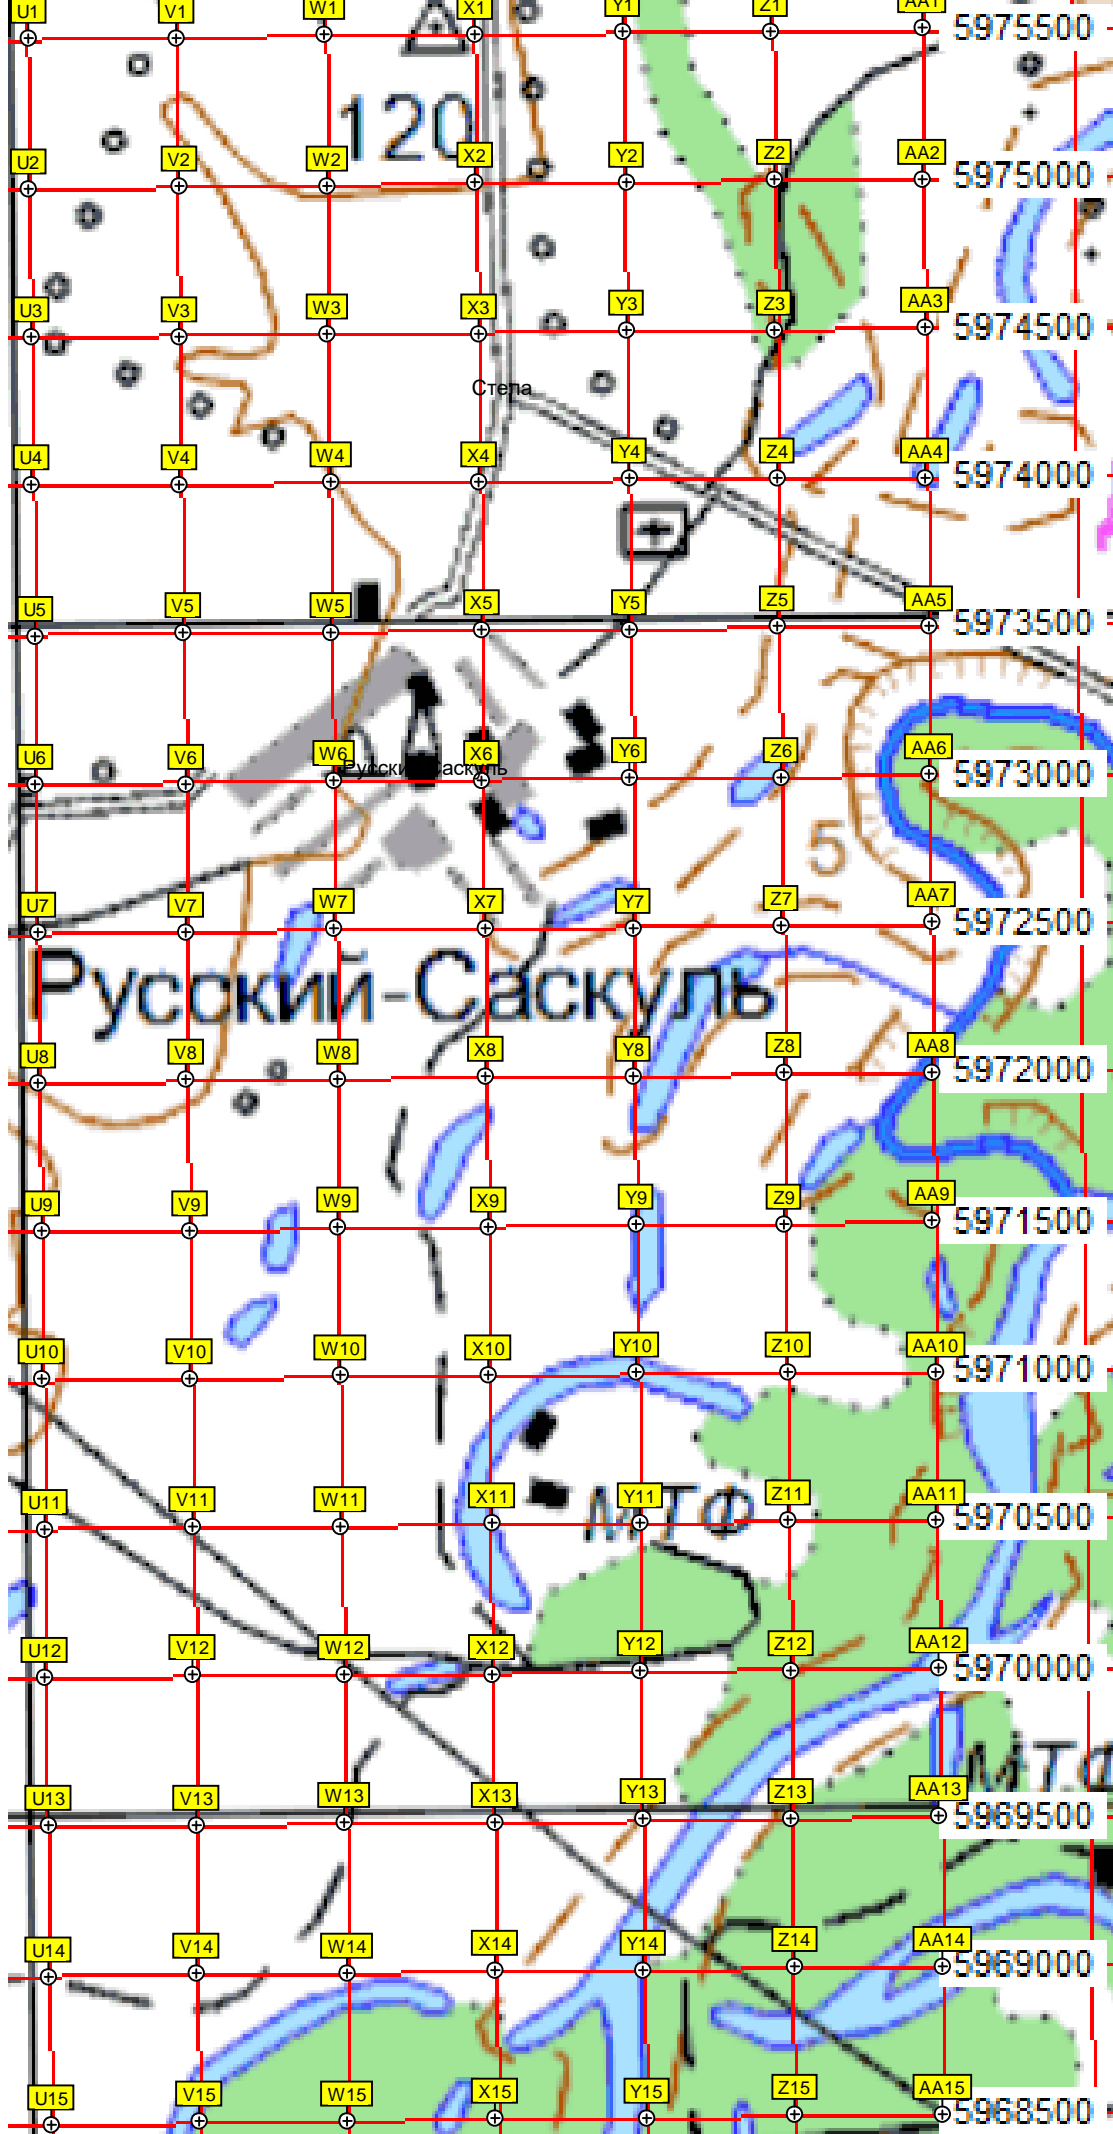 U1 V1 W1 X1 Y1 Z1 AA1 5975500
120
U2 V2 W2 X2 Y2 Z2 AA2 5975000
U3 V3 W3 X3 Y3 Z3 AA3 5974500
Стела
U4 V4 W4 X4 Y4 Z4 AA4 5974000
U5 V5 W5 X5 Y5 Z5 AA5 5973500
U6 V6 W6 X6 Y6 Z6 AA6 5973000
Русский Саскуль
5
U7 V7 W7 X7 Y7 Z7 AA7 5972500
Русский-Саскуль
U8 V8 W8 X8 Y8 Z8 AA8 5972000
U9 V9 W9 X9 Y9 Z9 AA9 5971500
U10 V10 W10 X10 Y10 Z10 AA10 5971000
U11 V11 W11 X11 Y11 Z11 AA11 5970500
МТФ
U12 V12 W12 X12 Y12 Z12 AA12 5970000
МТФ
U13 V13 W13 X13 Y13 Z13 AA13 5969500
U14 V14 W14 X14 Y14 Z14 AA14 5969000
U15 V15 W15 X15 Y15 Z15 AA15 5968500